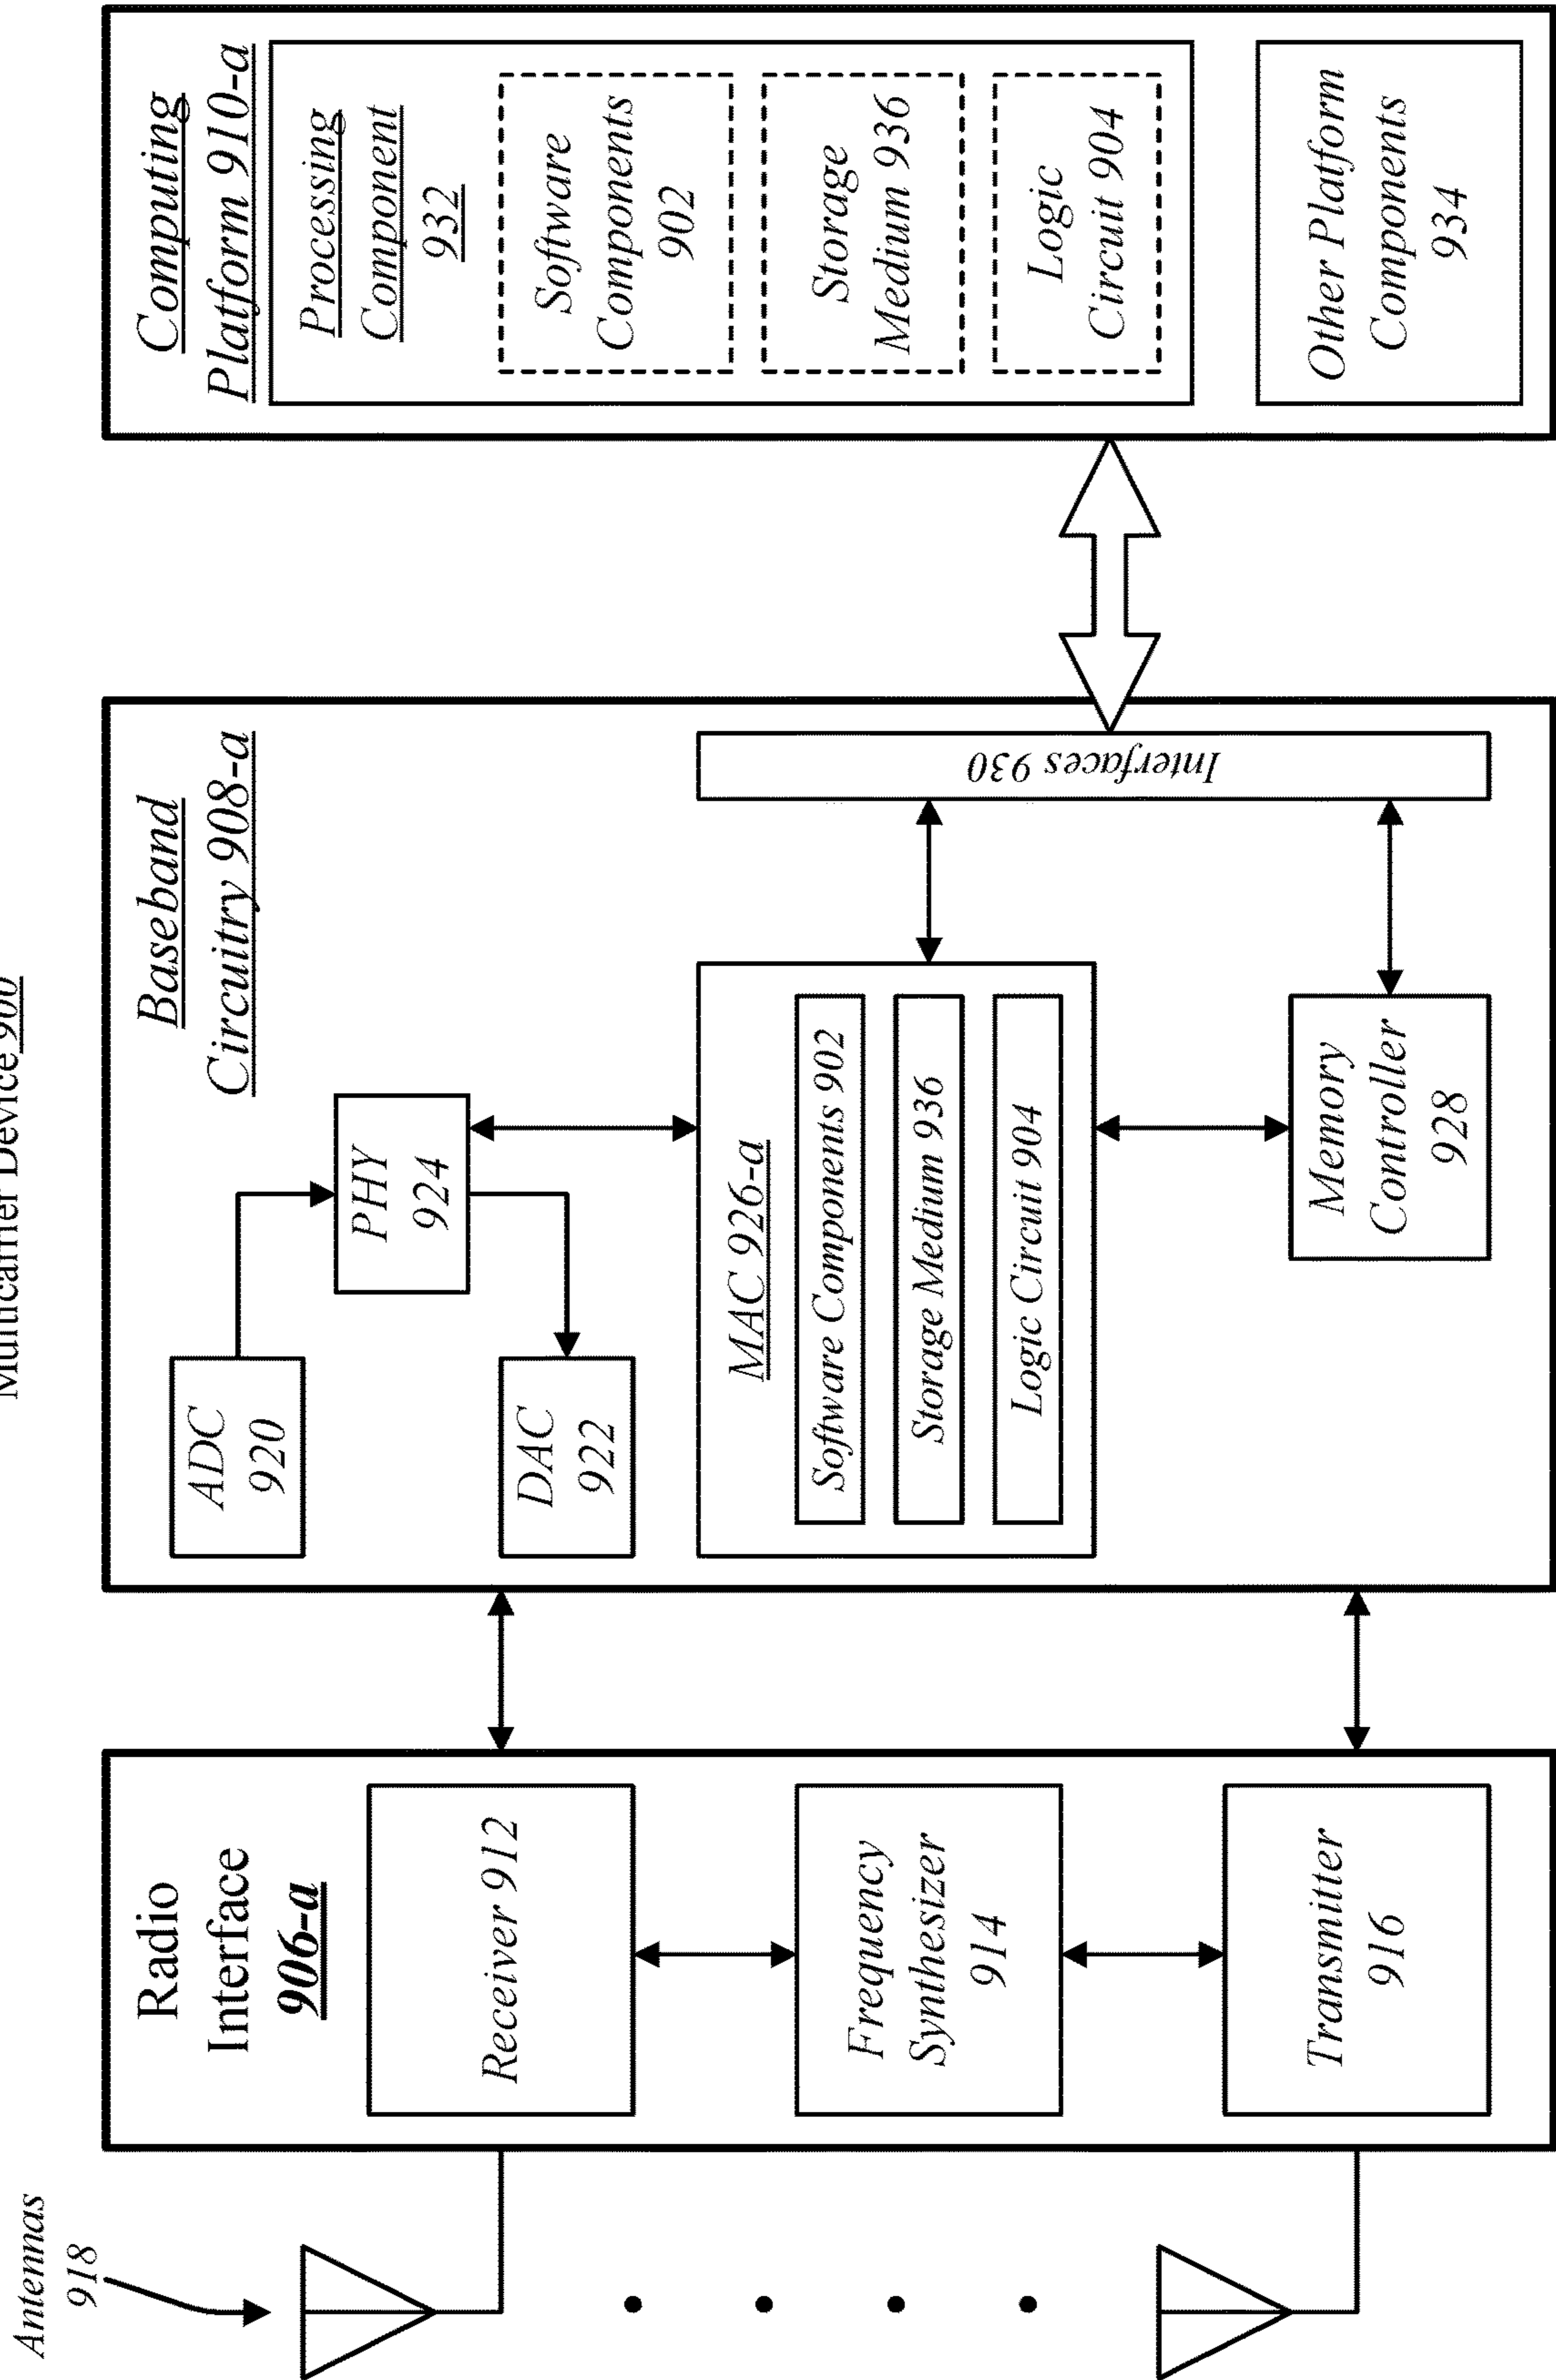 Multicarrier Device 900
Antennas
918
Radio
Interface
906-a
Receiver 912
Frequency
Synthesizer
914
Transmitter
916
Baseband
Circuitry 908-a
ADC
920
PHY
924
DAC
922
MAC 926-a
Software Components 902
Storage Medium 936
Logic Circuit 904
Memory
Controller
928
Interfaces 930
Computing
Platform 910-a
Processing
Component
932
Software
Components
902
Storage
Medium 936
Logic
Circuit 904
Other Platform
Components
934